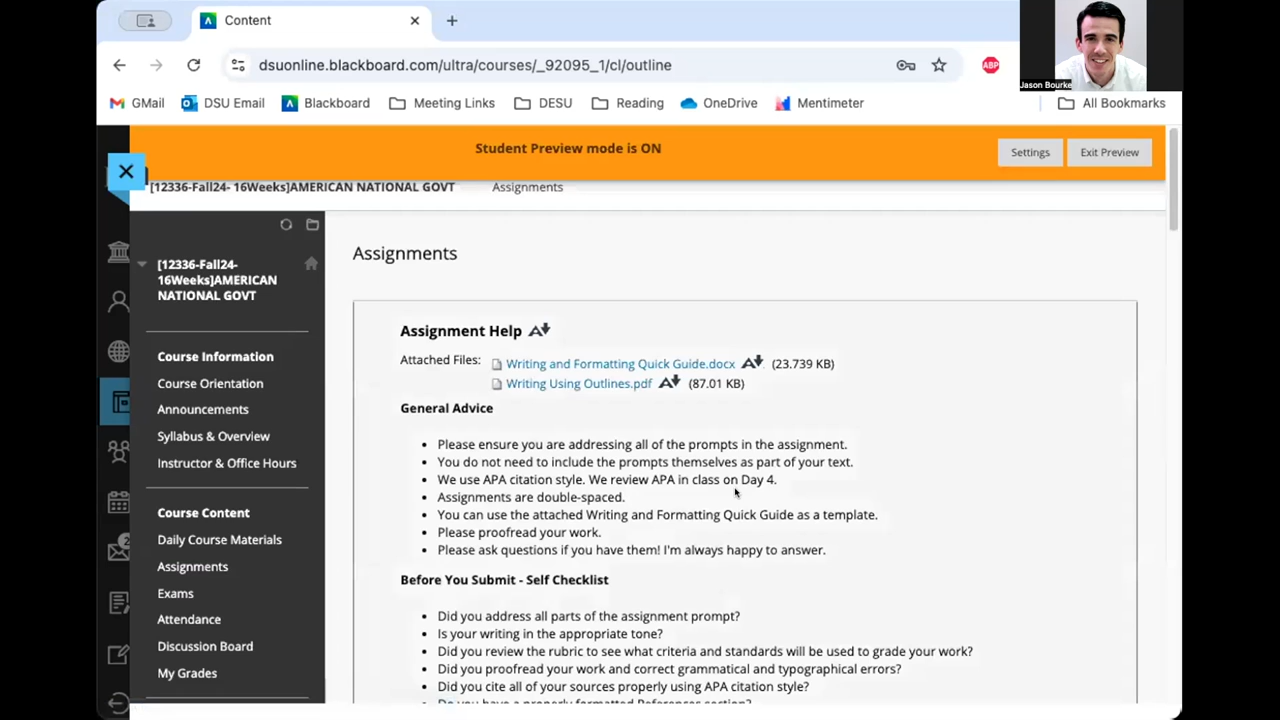 Content
dsuonline.blackboard.com/ultra/courses/_92095_1/cl/outline
ABP
Jason Bourke
GMail
DSU Email
Blackboard
Meeting Links
DESU
Reading
OneDrive
Mentimeter
All Bookmarks
Student Preview mode is ON
Settings
Exit Preview
[12336-Fall24- 16Weeks]AMERICAN NATIONAL GOVT
Assignments
[12336-Fall24-
16Weeks]AMERICAN
NATIONAL GOVT
Course Information
Course Orientation
Announcements
Syllabus & Overview
Instructor & Office Hours
Course Content
Daily Course Materials
Assignments
Exams
Attendance
Discussion Board
My Grades
Assignments
Assignment Help
Attached Files: Writing and Formatting Quick Guide.docx (23.739 KB)
Writing Using Outlines.pdf (87.01 KB)
General Advice
• Please ensure you are addressing all of the prompts in the assignment.
• You do not need to include the prompts themselves as part of your text.
• We use APA citation style. We review APA in class on Day 4.
• Assignments are double-spaced.
• You can use the attached Writing and Formatting Quick Guide as a template.
• Please proofread your work.
• Please ask questions if you have them! I'm always happy to answer.
Before You Submit - Self Checklist
• Did you address all parts of the assignment prompt?
• Is your writing in the appropriate tone?
• Did you review the rubric to see what criteria and standards will be used to grade your work?
• Did you proofread your work and correct grammatical and typographical errors?
• Did you cite all of your sources properly using APA citation style?
• Do you have a properly formatted References section?